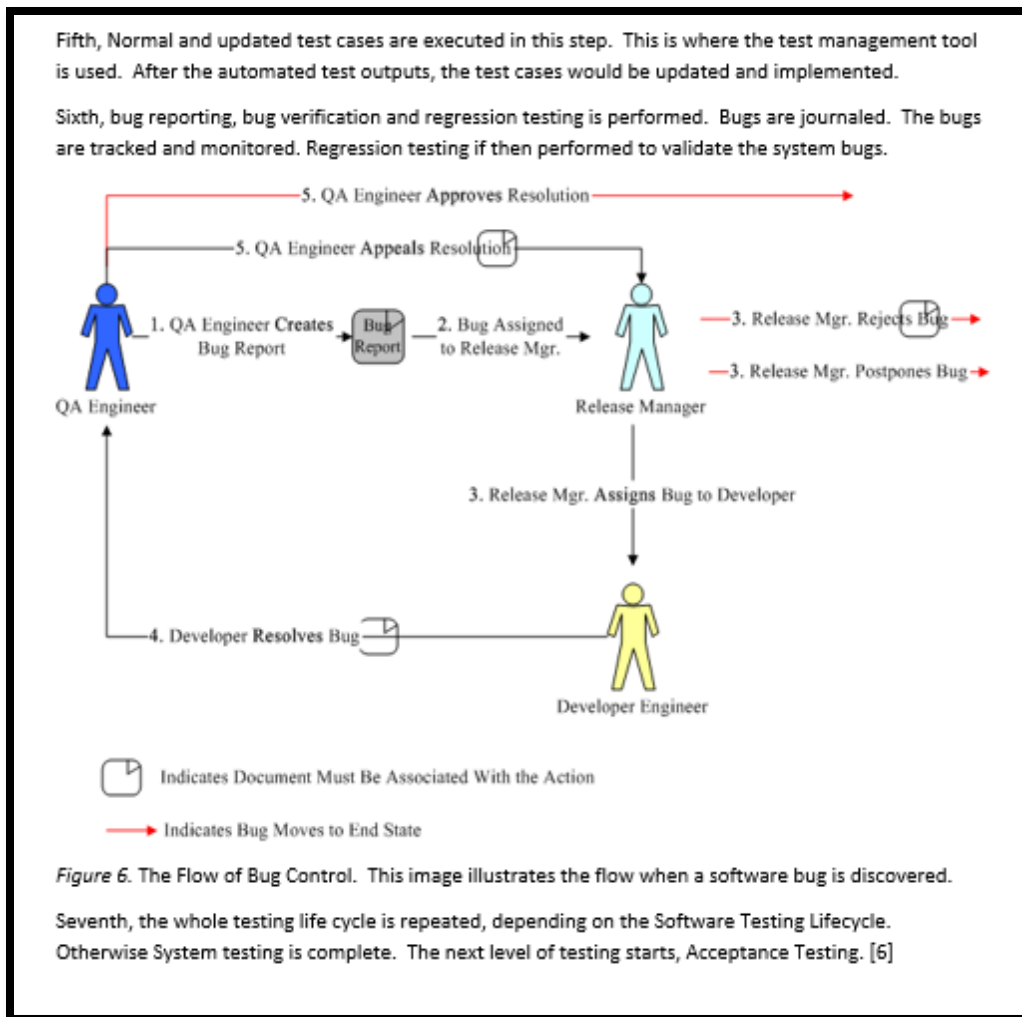 Fifth, Normal and updated test cases are executed in this step.  This is where the test management tool
is used.  After the automated test outputs, the test cases would be updated and implemented.
Sixth, bug reporting, bug verification and regression testing is performed.  Bugs are journaled.  The bugs
are tracked and monitored. Regression testing if then performed to validate the system bugs.
5. QA Engineer Approves Resolution
5. QA Engineer Appeals Resolution
1. QA Engineer Creates
Bug Report
Bug
Report
2. Bug Assigned
to Release Mgr.
3. Release Mgr. Rejects Bug
3. Release Mgr. Postpones Bug
QA Engineer
Release Manager
3. Release Mgr. Assigns Bug to Developer
4. Developer Resolves Bug
Developer Engineer
Indicates Document Must Be Associated With the Action
Indicates Bug Moves to End State
Figure 6. The Flow of Bug Control.  This image illustrates the flow when a software bug is discovered.
Seventh, the whole testing life cycle is repeated, depending on the Software Testing Lifecycle.
Otherwise System testing is complete.  The next level of testing starts, Acceptance Testing. [6]